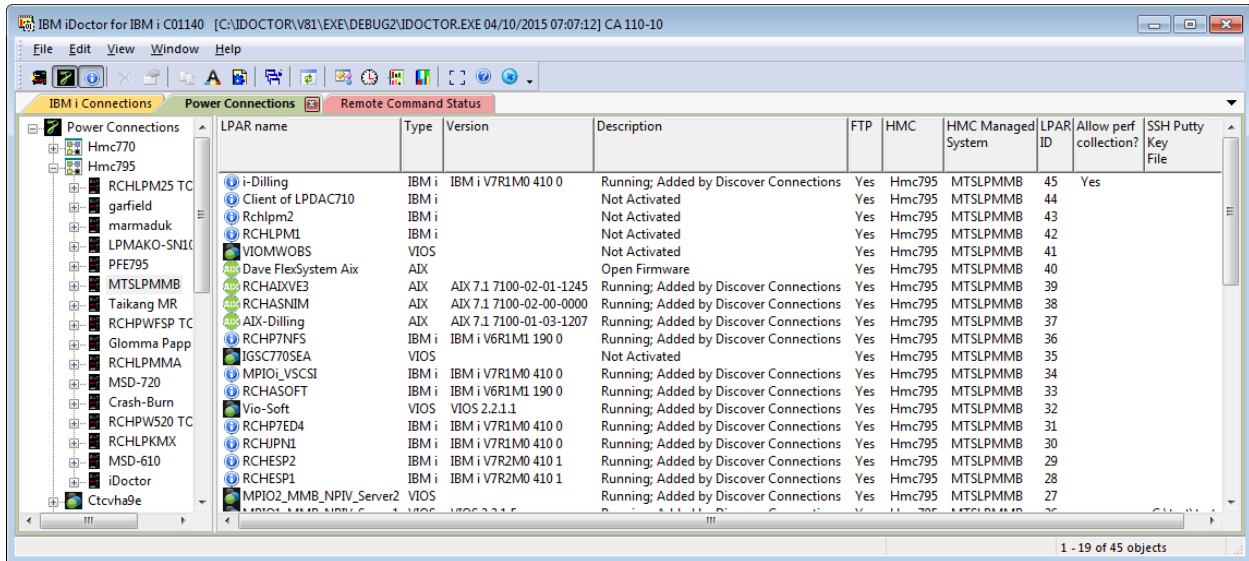 IBM iDoctor for IBM i C01140 [C:\IDOCTOR\V81\EXE\DEBUG2\IDOCTOR.EXE 04/10/2015 07:07:12] CA 110-10
File Edit View Window Help
IBM i Connections Power Connections Remote Command Status
Power Connections
Hmc770
Hmc795
RCHLPM25 TC
garfield
marmaduk
LPMAKO-SN1(
PFE795
MTSLPMMB
Taikang MR
RCHPWFSP TC
Glomma Papp
RCHLPMMA
MSD-720
Crash-Burn
RCHPW520 TC
RCHLPKMX
MSD-610
iDoctor
Ctcvha9e
LPAR name Type Version Description FTP HMC HMC Managed System LPAR ID Allow perf collection? SSH Putty Key File
i-Dilling IBM i IBM i V7R1M0 410 0 Running; Added by Discover Connections Yes Hmc795 MTSLPMMB 45 Yes
Client of LPDAC710 IBM i Not Activated Yes Hmc795 MTSLPMMB 44
Rchlpm2 IBM i Not Activated Yes Hmc795 MTSLPMMB 43
RCHLPM1 IBM i Not Activated Yes Hmc795 MTSLPMMB 42
VIOMWOBS VIOS Not Activated Yes Hmc795 MTSLPMMB 41
AIX Dave FlexSystem Aix AIX Open Firmware Yes Hmc795 MTSLPMMB 40
AIX RCHAIXVE3 AIX AIX 7.1 7100-02-01-1245 Running; Added by Discover Connections Yes Hmc795 MTSLPMMB 39
AIX RCHASNIM AIX AIX 7.1 7100-02-00-0000 Running; Added by Discover Connections Yes Hmc795 MTSLPMMB 38
AIX AIX-Dilling AIX AIX 7.1 7100-01-03-1207 Running; Added by Discover Connections Yes Hmc795 MTSLPMMB 37
RCHP7NFS IBM i IBM i V6R1M1 190 0 Running; Added by Discover Connections Yes Hmc795 MTSLPMMB 36
IGSC770SEA VIOS Not Activated Yes Hmc795 MTSLPMMB 35
MPIOi_VSCSI IBM i IBM i V7R1M0 410 0 Running; Added by Discover Connections Yes Hmc795 MTSLPMMB 34
RCHASOFT IBM i IBM i V6R1M1 190 0 Running; Added by Discover Connections Yes Hmc795 MTSLPMMB 33
Vio-Soft VIOS VIOS 2.2.1.1 Running; Added by Discover Connections Yes Hmc795 MTSLPMMB 32
RCHP7ED4 IBM i IBM i V7R1M0 410 0 Running; Added by Discover Connections Yes Hmc795 MTSLPMMB 31
RCHJPN1 IBM i IBM i V7R1M0 410 0 Running; Added by Discover Connections Yes Hmc795 MTSLPMMB 30
RCHESP2 IBM i IBM i V7R2M0 410 1 Running; Added by Discover Connections Yes Hmc795 MTSLPMMB 29
RCHESP1 IBM i IBM i V7R2M0 410 1 Running; Added by Discover Connections Yes Hmc795 MTSLPMMB 28
MPIO2_MMB_NPIV_Server2 VIOS Running; Added by Discover Connections Yes Hmc795 MTSLPMMB 27
1 - 19 of 45 objects